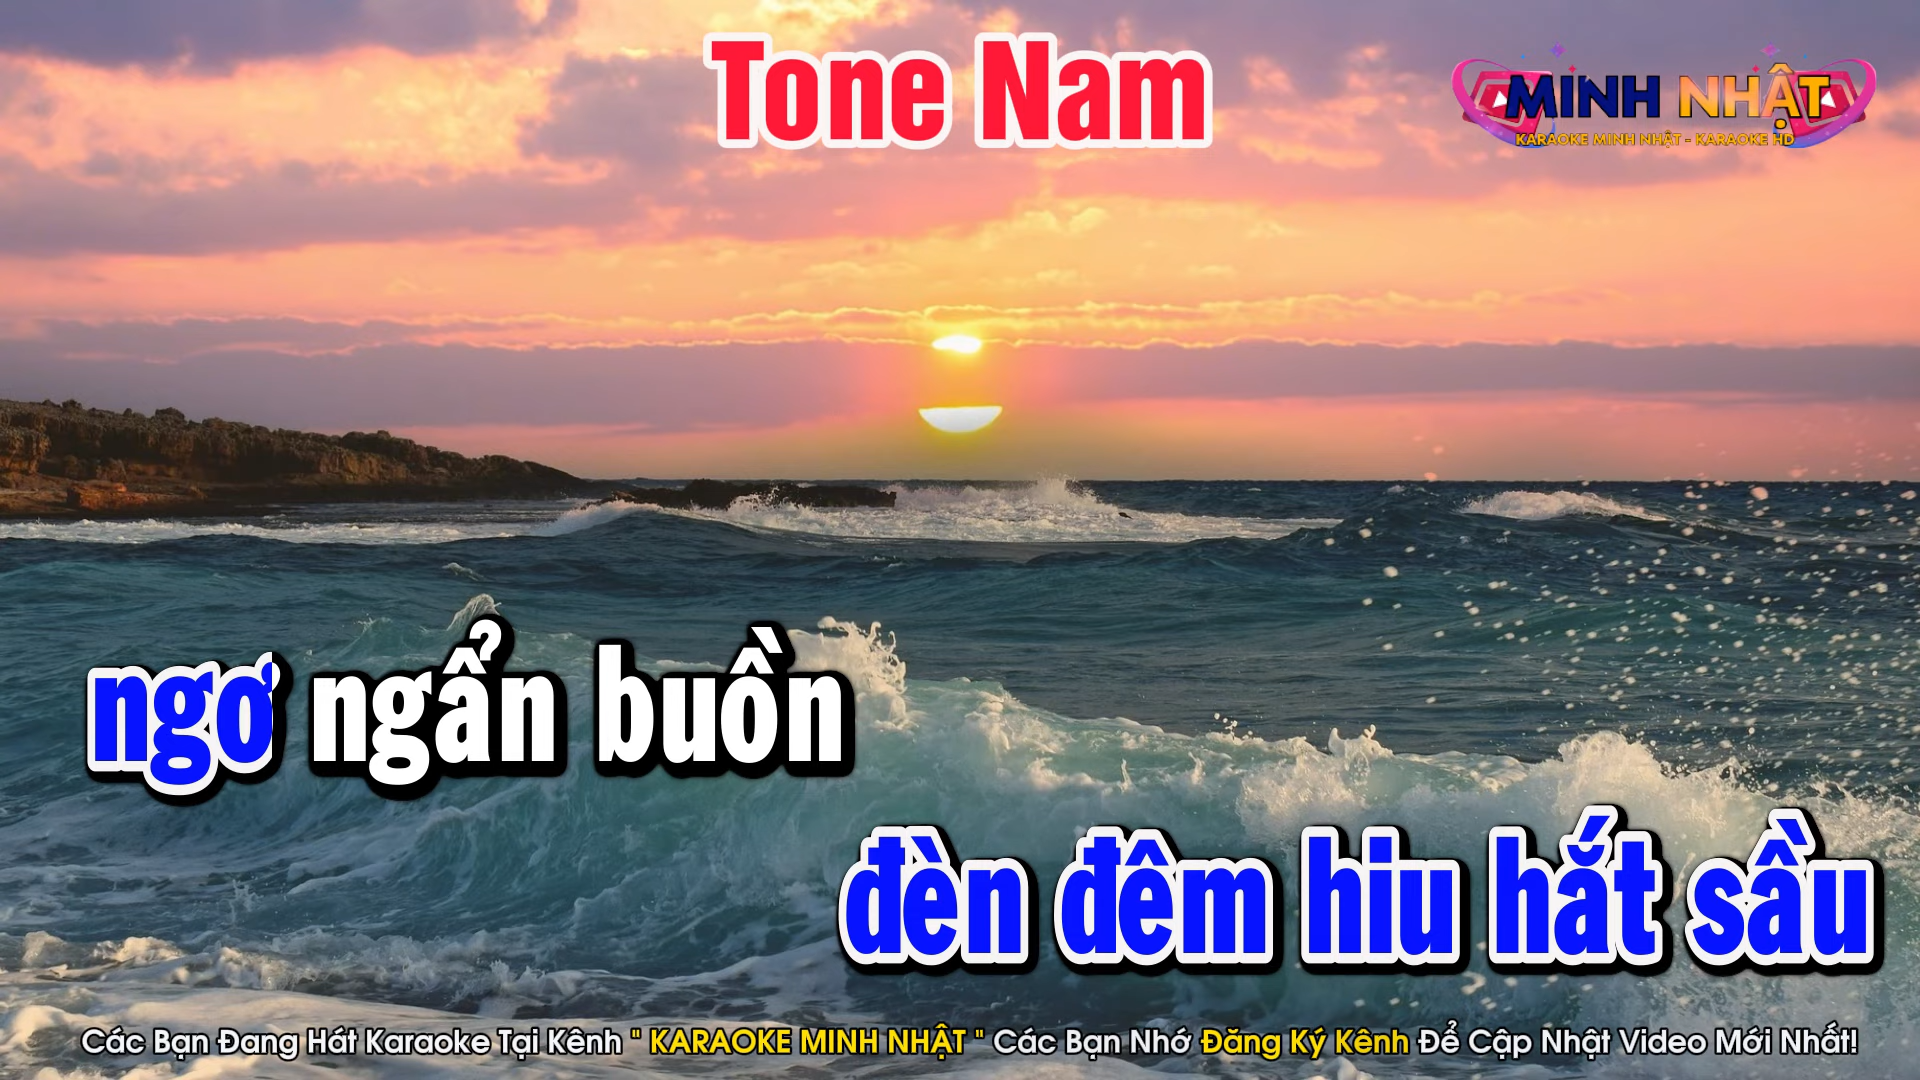 Tone Nam
MINH NHẬT
KARAOKE MINH NHẬT - KARAOKE HD
ngơ ngẩn buồn
đèn đêm hiu hắt sầu
Các Bạn Đang Hát Karaoke Tại Kênh " KARAOKE MINH NHẬT " Các Bạn Nhớ Đăng Ký Kênh Để Cập Nhật Video Mới Nhất!